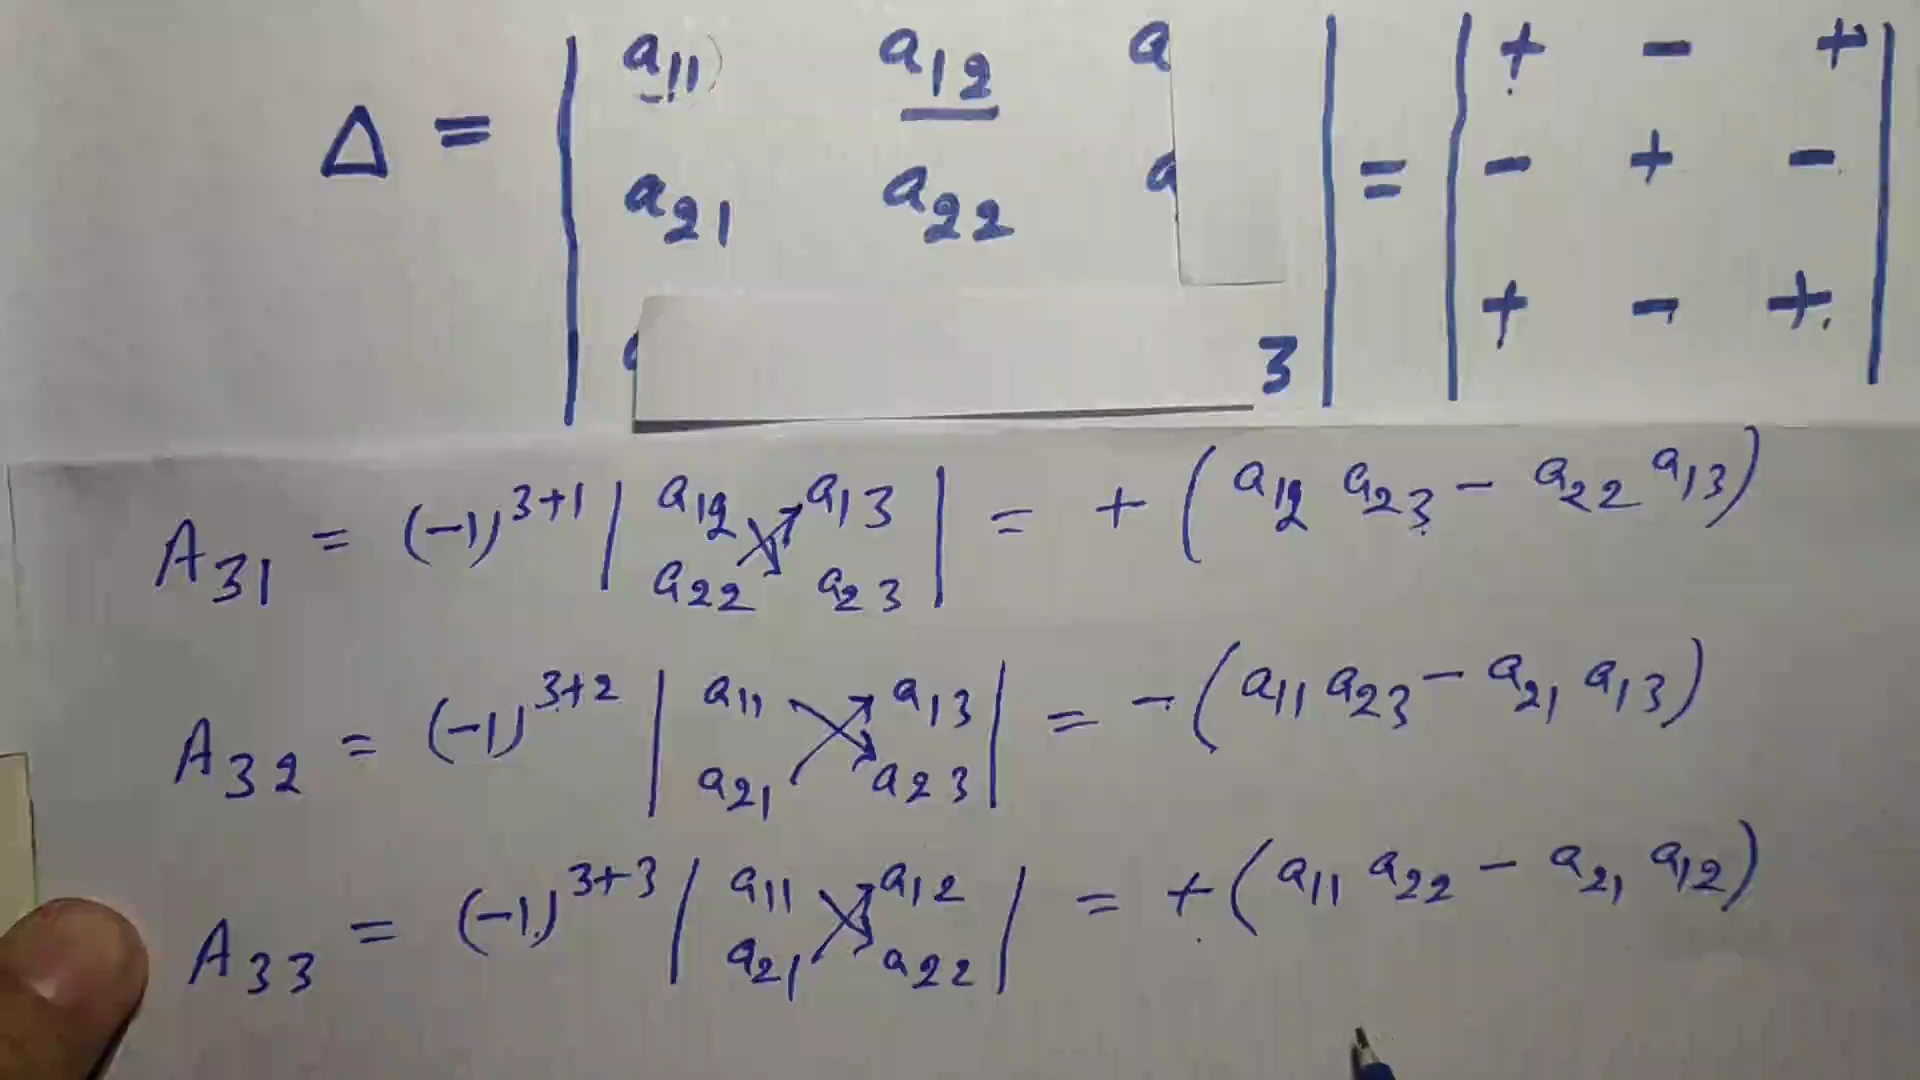 Δ = | a11 a12 a | = | + - + |
a21 a22 a - + -
3 + - +
A31 = (-1)^3+1 | a12 a13 | = + (a12 a23 - a22 a13)
a22 a23
A32 = (-1)^3+2 | a11 a13 | = - (a11 a23 - a21 a13)
a21 a23
A33 = (-1)^3+3 | a11 a12 | = + (a11 a22 - a21 a12)
a21 a22